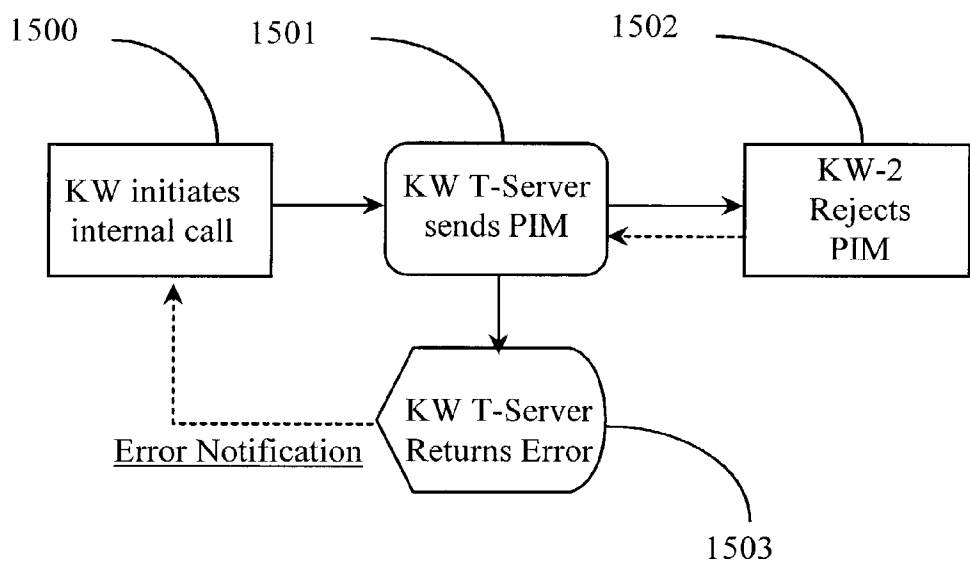 1500
1501
1502
KW initiates
internal call
KW T-Server
sends PIM
KW-2
Rejects
PIM
KW T-Server
Returns Error
Error Notification
1503